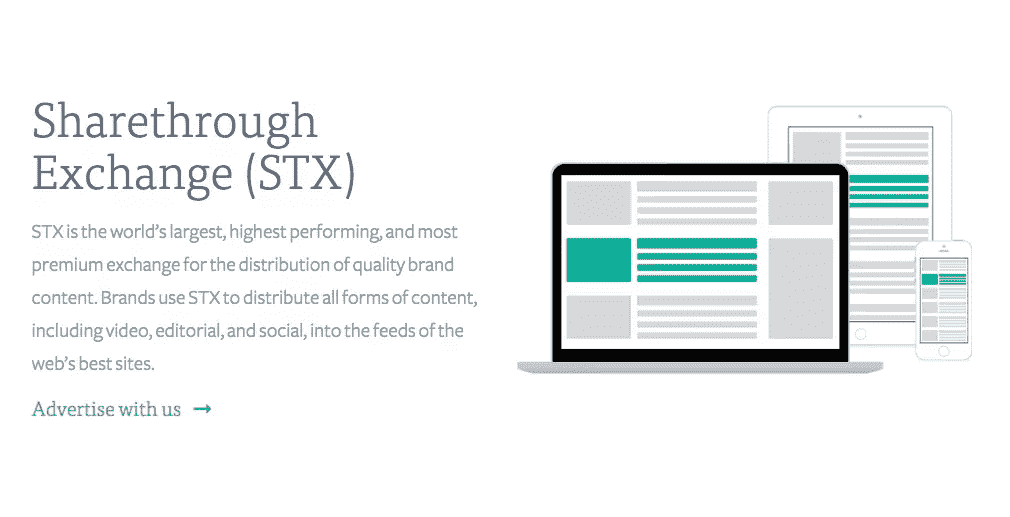 Sharethrough
Exchange (STX)
STX is the world’s largest, highest performing, and most
premium exchange for the distribution of quality brand
content. Brands use STX to distribute all forms of content,
including video, editorial, and social, into the feeds of the
web’s best sites.
Advertise with us →